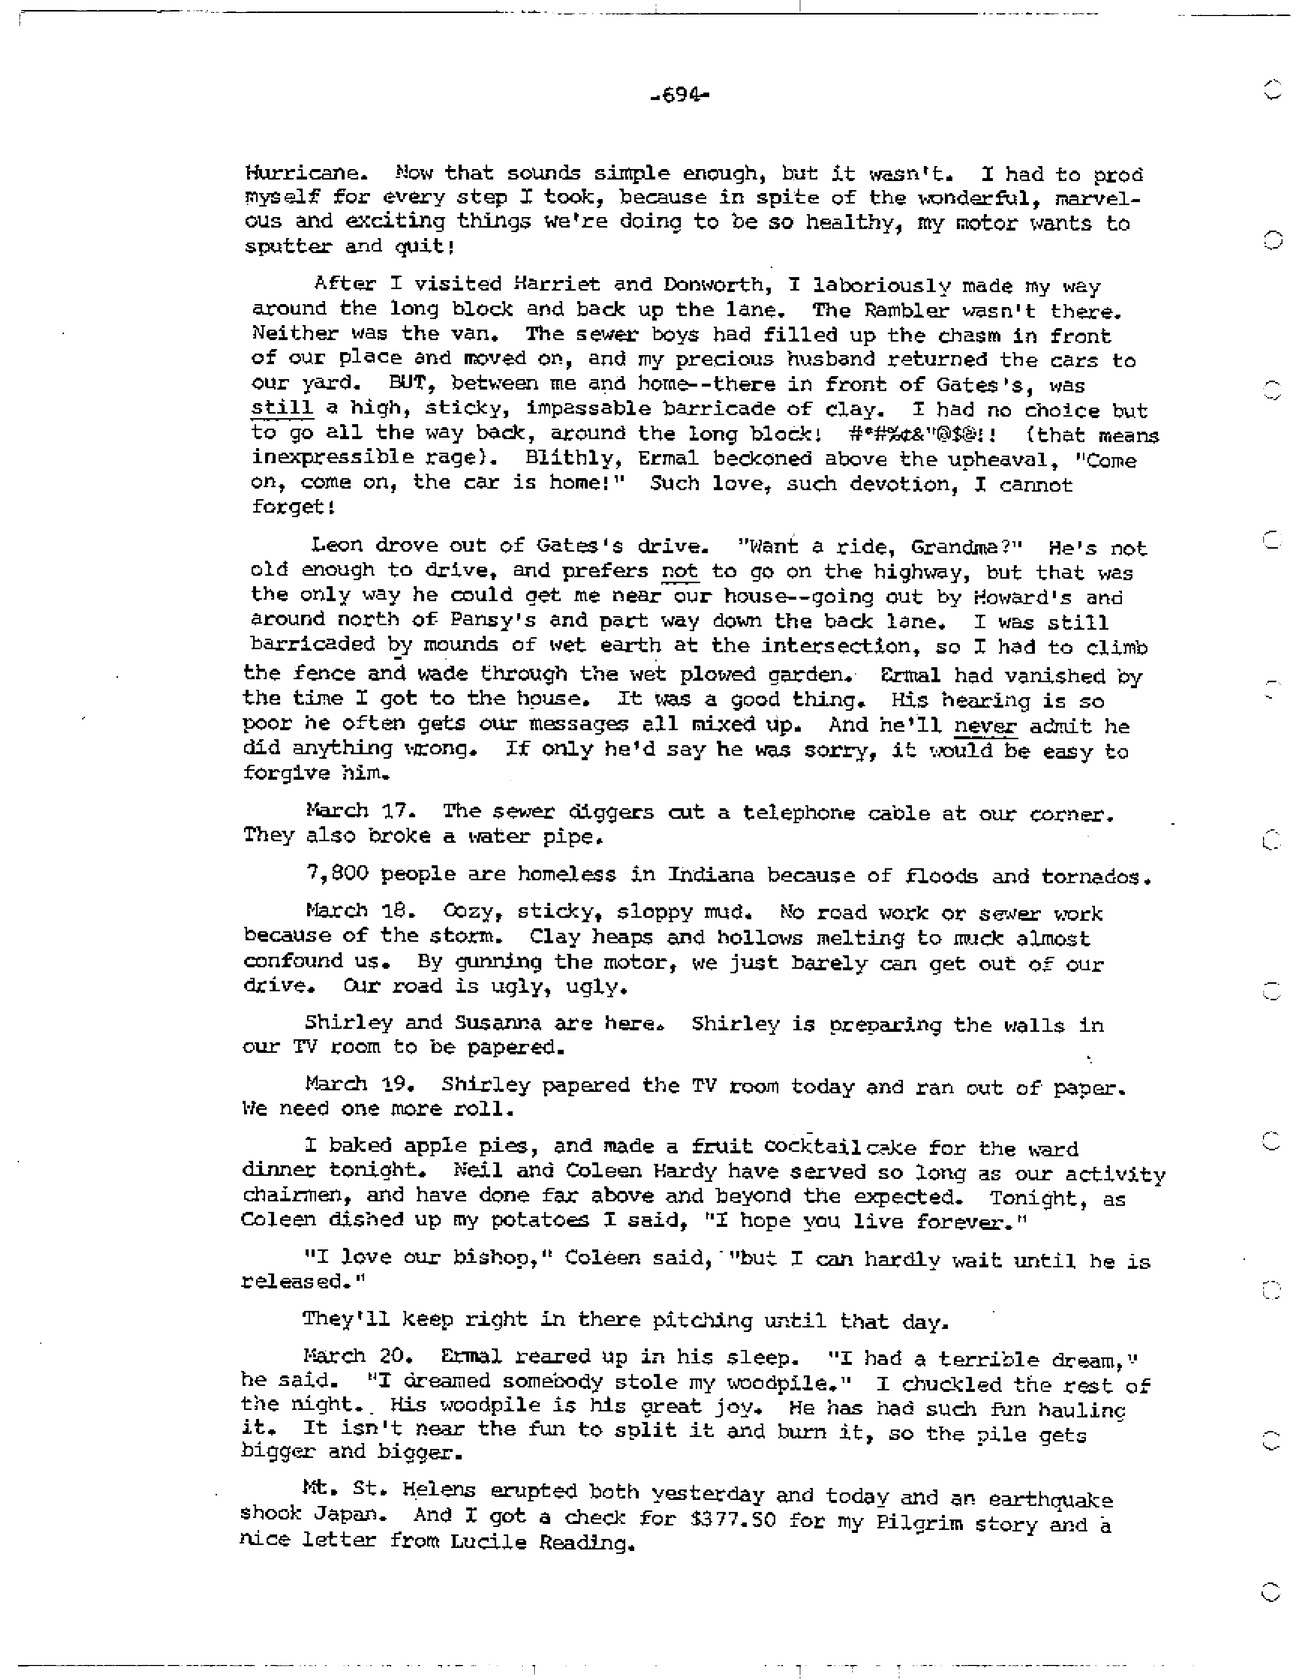 -694-
Hurricane. Now that sounds simple enough, but it wasn't. I had to prod
myself for every step I took, because in spite of the wonderful, marvel-
ous and exciting things we're doing to be so healthy, my motor wants to
sputter and quit!
After I visited Harriet and Donworth, I laboriously made my way
around the long block and back up the lane. The Rambler wasn't there.
Neither was the van. The sewer boys had filled up the chasm in front
of our place and moved on, and my precious husband returned the cars to
our yard. BUT, between me and home--there in front of Gates's, was
still a high, sticky, impassable barricade of clay. I had no choice but
to go all the way back, around the long block! #*#%¢&"@$@!! (that means
inexpressible rage). Blithly, Ermal beckoned above the upheaval, "Come
on, come on, the car is home!" Such love, such devotion, I cannot
forget!
Leon drove out of Gates's drive. "Want a ride, Grandma?" He's not
old enough to drive, and prefers not to go on the highway, but that was
the only way he could get me near our house--going out by Howard's and
around north of Pansy's and part way down the back lane. I was still
barricaded by mounds of wet earth at the intersection, so I had to climb
the fence and wade through the wet plowed garden. Ermal had vanished by
the time I got to the house. It was a good thing. His hearing is so
poor he often gets our messages all mixed up. And he'll never admit he
did anything wrong. If only he'd say he was sorry, it would be easy to
forgive him.
March 17. The sewer diggers cut a telephone cable at our corner.
They also broke a water pipe.
7,800 people are homeless in Indiana because of floods and tornados.
March 18. Oozy, sticky, sloppy mud. No road work or sewer work
because of the storm. Clay heaps and hollows melting to muck almost
confound us. By gunning the motor, we just barely can get out of our
drive. Our road is ugly, ugly.
Shirley and Susanna are here. Shirley is preparing the walls in
our TV room to be papered.
March 19. Shirley papered the TV room today and ran out of paper.
We need one more roll.
I baked apple pies, and made a fruit cocktail cake for the ward
dinner tonight. Neil and Coleen Hardy have served so long as our activity
chairmen, and have done far above and beyond the expected. Tonight, as
Coleen dished up my potatoes I said, "I hope you live forever."
"I love our bishop," Coleen said, "but I can hardly wait until he is
released."
They'll keep right in there pitching until that day.
March 20. Ermal reared up in his sleep. "I had a terrible dream,"
he said. "I dreamed somebody stole my woodpile." I chuckled the rest of
the night. His woodpile is his great joy. He has had such fun hauling
it. It isn't near the fun to split it and burn it, so the pile gets
bigger and bigger.
Mt. St. Helens erupted both yesterday and today and an earthquake
shook Japan. And I got a check for $377.50 for my Pilgrim story and a
nice letter from Lucile Reading.